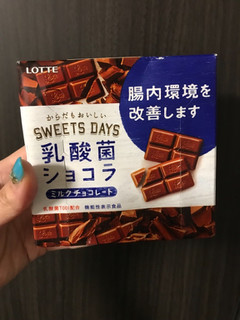 LOTTE
腸内環境を
改善します
からだもおいしい
SWEETS DAYS
乳酸菌
ショコラ
ミルクチョコレート
機能性表示食品